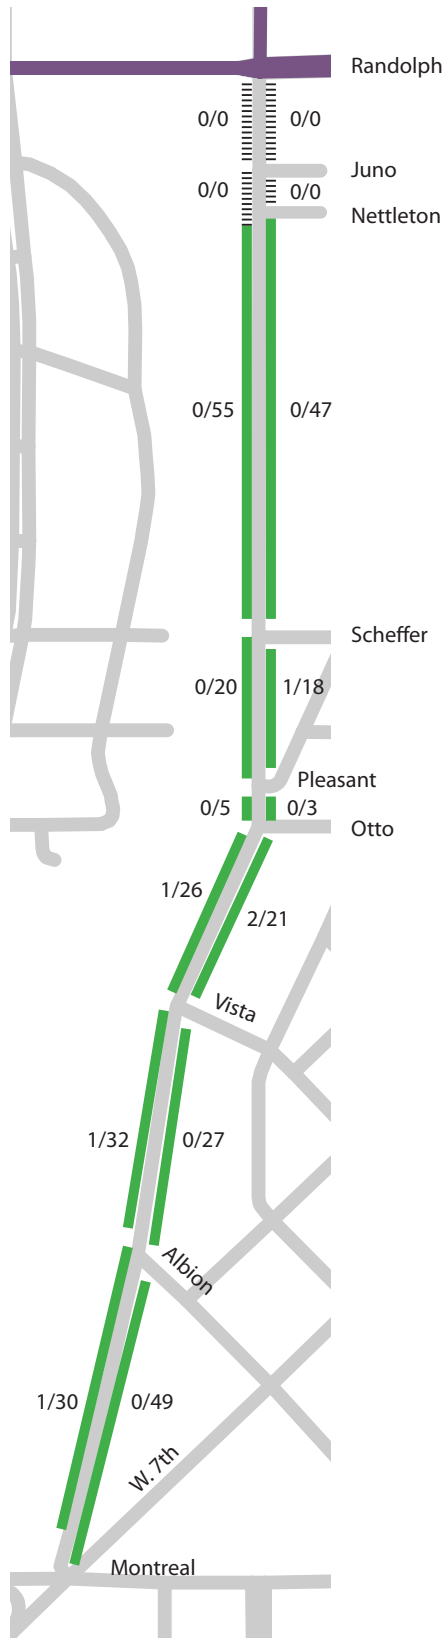 Randolph
0/0
0/0
Juno
0/0
0/0
Nettleton
0/55
0/47
Scheffer
0/20
1/18
Pleasant
0/5
0/3
Otto
1/26
2/21
Vista
1/32
0/27
Albion
1/30
0/49
W. 7th
Montreal